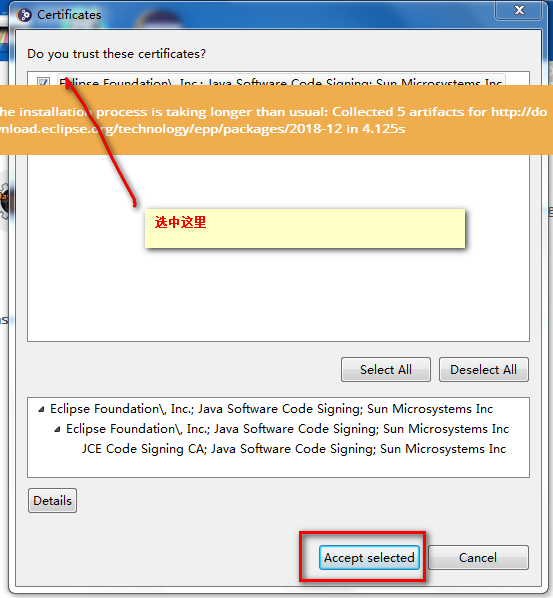 Certificates
Do you trust these certificates?
Eclipse Foundation\, Inc.; Java Software Code Signing; Sun Microsystems Inc
he installation process is taking longer than usual: Collected 5 artifacts for http://do
wnload.eclipse.org/technology/epp/packages/2018-12 in 4.125s
选中这里
Select All
Deselect All
Eclipse Foundation\, Inc.; Java Software Code Signing; Sun Microsystems Inc
Eclipse Foundation\, Inc.; Java Software Code Signing; Sun Microsystems Inc
JCE Code Signing CA; Java Software Code Signing; Sun Microsystems Inc
Details
Accept selected
Cancel